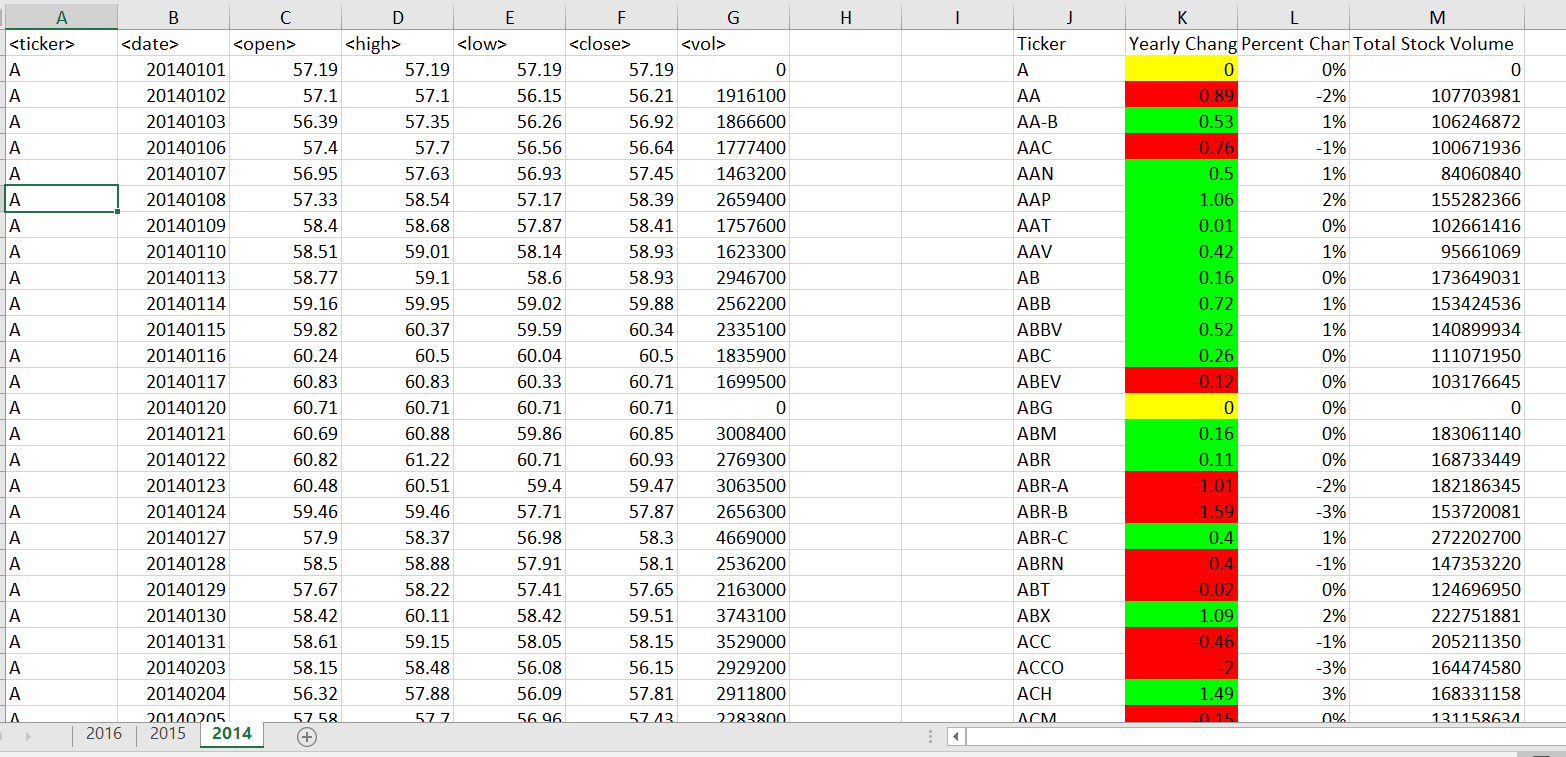 A B C D E F G H I J K L M
<ticker> <date> <open> <high> <low> <close> <vol> Ticker Yearly Chang Percent Chan Total Stock Volume
A 20140101 57.19 57.19 57.19 57.19 0 A 0 0% 0
A 20140102 57.1 57.1 56.15 56.21 1916100 AA -0.89 -2% 107703981
A 20140103 56.39 57.35 56.26 56.92 1866600 AA-B 0.53 1% 106246872
A 20140106 57.4 57.7 56.56 56.64 1777400 AAC -0.76 -1% 100671936
A 20140107 56.95 57.63 56.93 57.45 1463200 AAN 0.5 1% 84060840
A 20140108 57.33 58.54 57.17 58.39 2659400 AAP 1.06 2% 155282366
A 20140109 58.4 58.68 57.87 58.41 1757600 AAT 0.01 0% 102661416
A 20140110 58.51 59.01 58.14 58.93 1623300 AAV 0.42 1% 95661069
A 20140113 58.77 59.1 58.6 58.93 2946700 AB 0.16 0% 173649031
A 20140114 59.16 59.95 59.02 59.88 2562200 ABB 0.72 1% 153424536
A 20140115 59.82 60.37 59.59 60.34 2335100 ABBV 0.52 1% 140899934
A 20140116 60.24 60.5 60.04 60.5 1835900 ABC 0.26 0% 111071950
A 20140117 60.83 60.83 60.33 60.71 1699500 ABEV -0.12 0% 103176645
A 20140120 60.71 60.71 60.71 60.71 0 ABG 0 0% 0
A 20140121 60.69 60.88 59.86 60.85 3008400 ABM 0.16 0% 183061140
A 20140122 60.82 61.22 60.71 60.93 2769300 ABR 0.11 0% 168733449
A 20140123 60.48 60.51 59.4 59.47 3063500 ABR-A -1.01 -2% 182186345
A 20140124 59.46 59.46 57.71 57.87 2656300 ABR-B -1.59 -3% 153720081
A 20140127 57.9 58.37 56.98 58.3 4669000 ABR-C 0.4 1% 272202700
A 20140128 58.5 58.88 57.91 58.1 2536200 ABRN -0.4 -1% 147353220
A 20140129 57.67 58.22 57.41 57.65 2163000 ABT -0.02 0% 124696950
A 20140130 58.42 60.11 58.42 59.51 3743100 ABX 1.09 2% 222751881
A 20140131 58.61 59.15 58.05 58.15 3529000 ACC -0.46 -1% 205211350
A 20140203 58.15 58.48 56.08 56.15 2929200 ACCO -2 -3% 164474580
A 20140204 56.32 57.88 56.09 57.81 2911800 ACH 1.49 3% 168331158
A 20140205 57.58 57.7 56.96 57.43 2283800 ACM -0.15 0% 131158634
2016 2015 2014